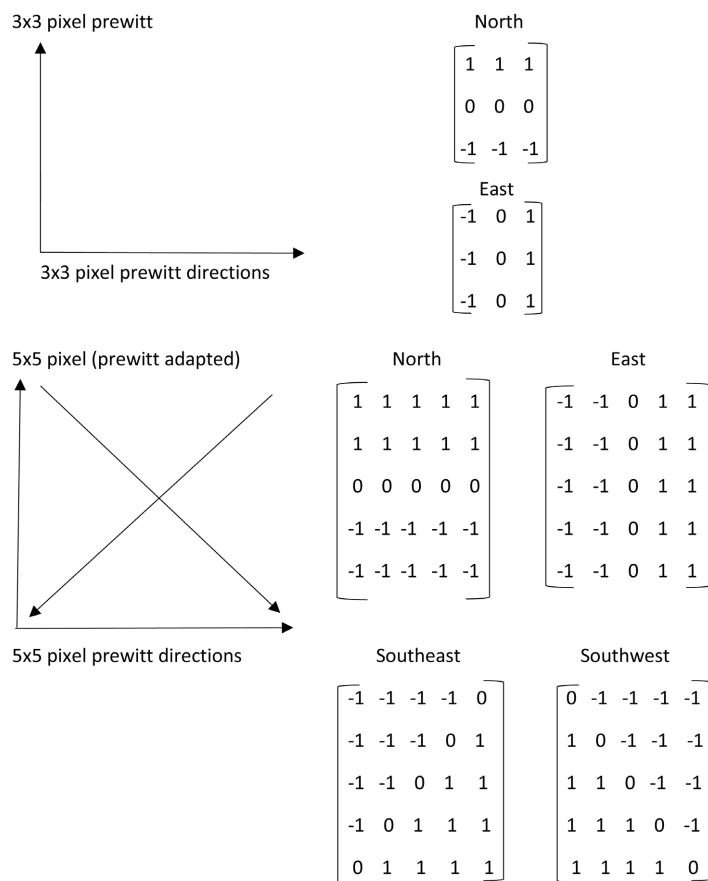 3x3 pixel prewitt
North
1 1 1
0 0 0
-1 -1 -1
East
-1 0 1
-1 0 1
-1 0 1
3x3 pixel prewitt directions
5x5 pixel (prewitt adapted)
North
1 1 1 1 1
1 1 1 1 1
0 0 0 0 0
-1 -1 -1 -1 -1
-1 -1 -1 -1 -1
East
-1 -1 0 1 1
-1 -1 0 1 1
-1 -1 0 1 1
-1 -1 0 1 1
-1 -1 0 1 1
5x5 pixel prewitt directions
Southeast
-1 -1 -1 -1 0
-1 -1 -1 0 1
-1 -1 0 1 1
-1 0 1 1 1
0 1 1 1 1
Southwest
0 -1 -1 -1 -1
1 0 -1 -1 -1
1 1 0 -1 -1
1 1 1 0 -1
1 1 1 1 0